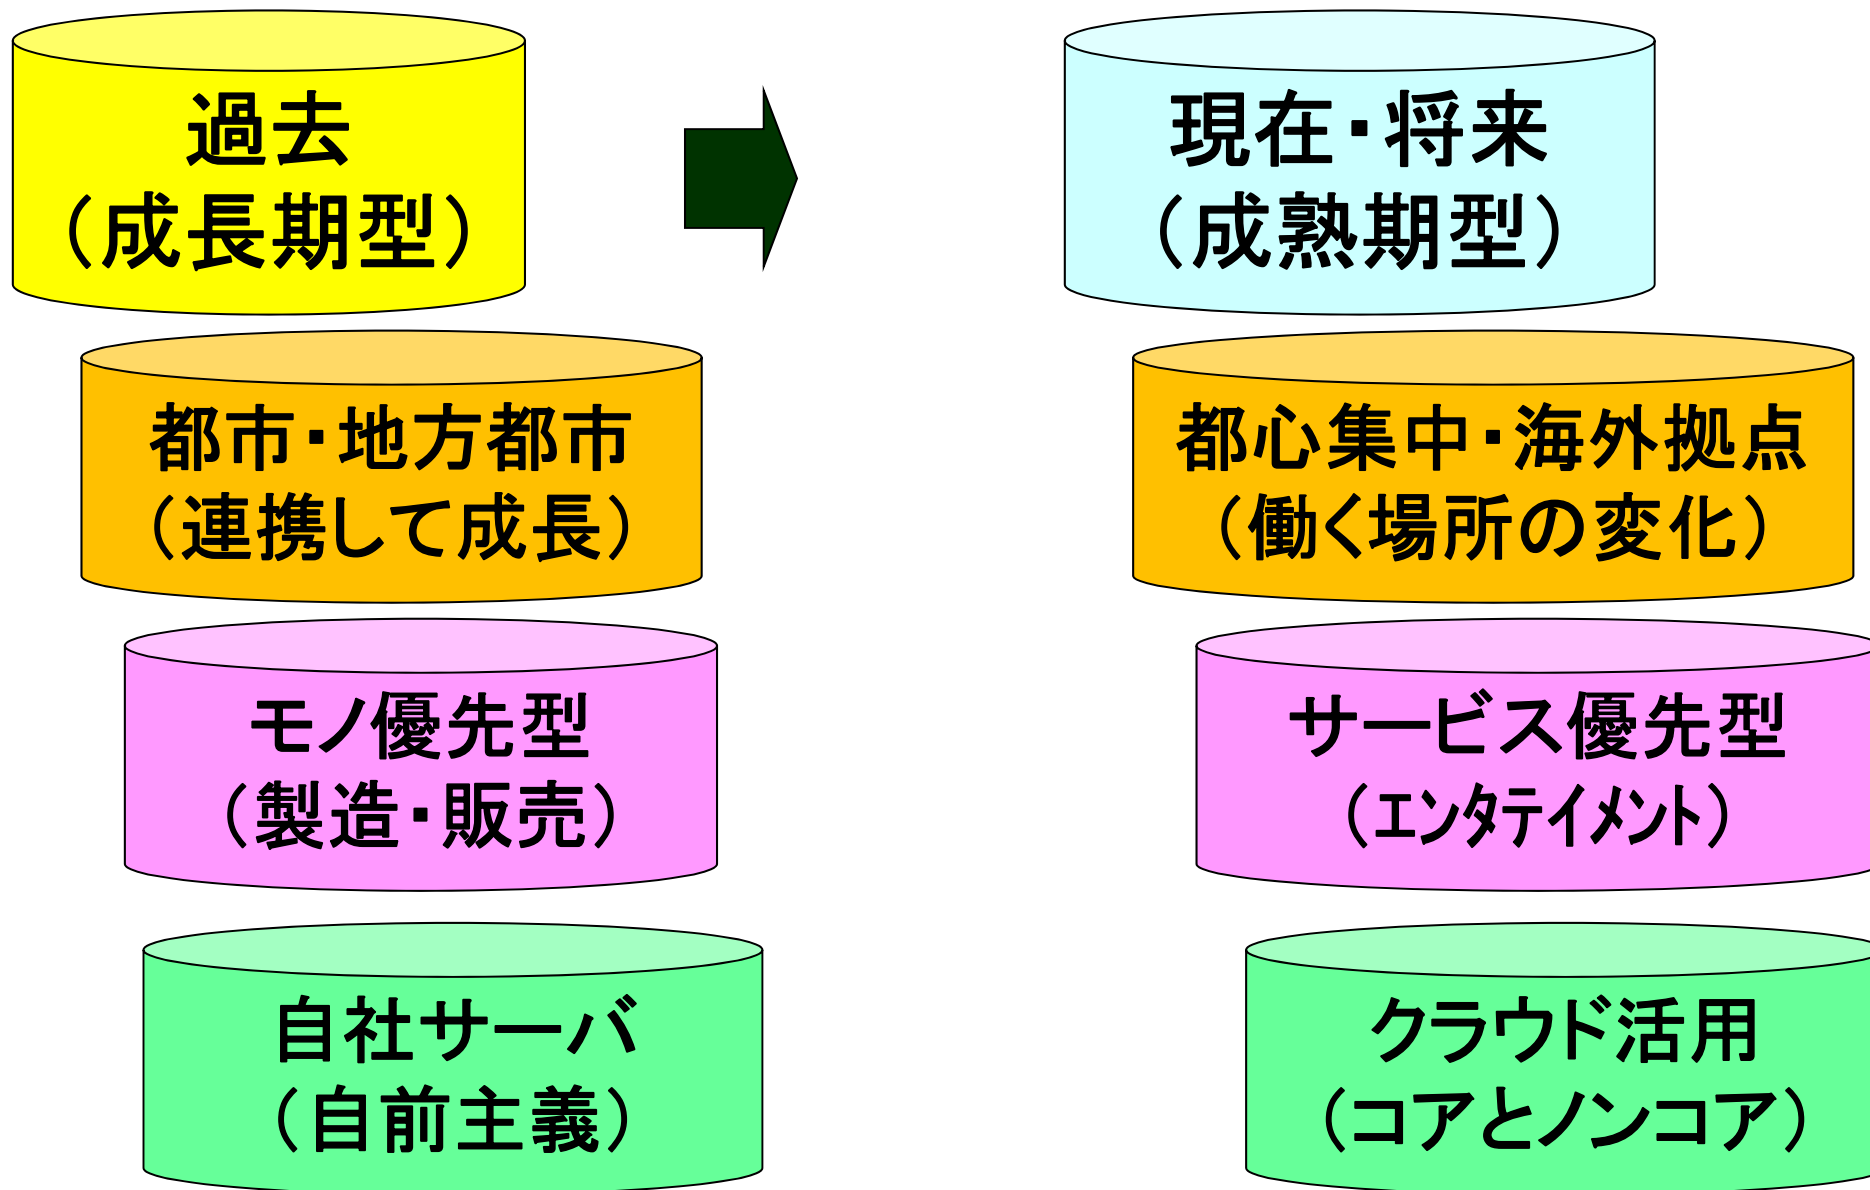 過去
（成長期型）
現在・将来
（成熟期型）
都市・地方都市
（連携して成長）
都心集中・海外拠点
（働く場所の変化）
モノ優先型
（製造・販売）
サービス優先型
（エンタテイメント）
自社サーバ
（自前主義）
クラウド活用
（コアとノンコア）